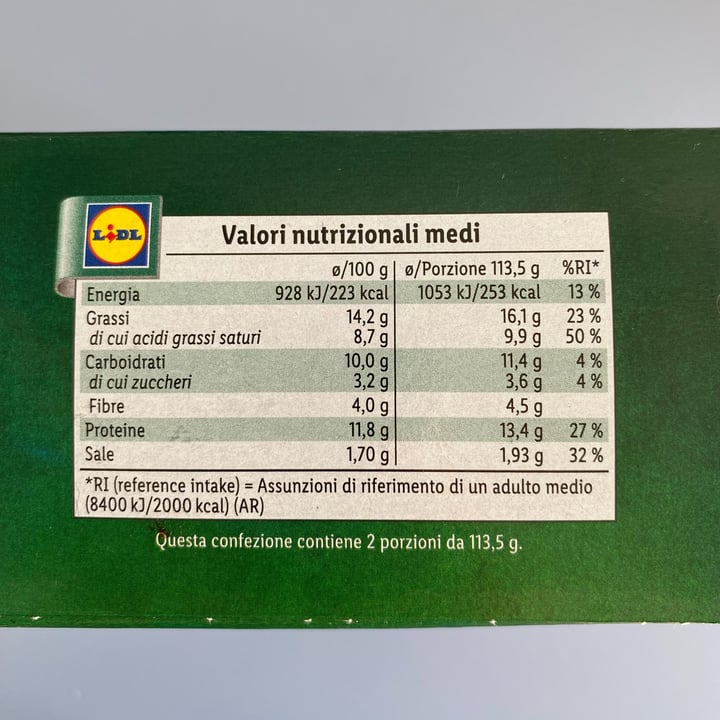 LiDL
Valori nutrizionali medi
ø/100 g ø/Porzione 113,5 g %RI*
Energia 928 kJ/223 kcal 1053 kJ/253 kcal 13 %
Grassi 14,2 g 16,1 g 23 %
di cui acidi grassi saturi 8,7 g 9,9 g 50 %
Carboidrati 10,0 g 11,4 g 4 %
di cui zuccheri 3,2 g 3,6 g 4 %
Fibre 4,0 g 4,5 g
Proteine 11,8 g 13,4 g 27 %
Sale 1,70 g 1,93 g 32 %
*RI (reference intake) = Assunzioni di riferimento di un adulto medio
(8400 kJ/2000 kcal) (AR)
Questa confezione contiene 2 porzioni da 113,5 g.